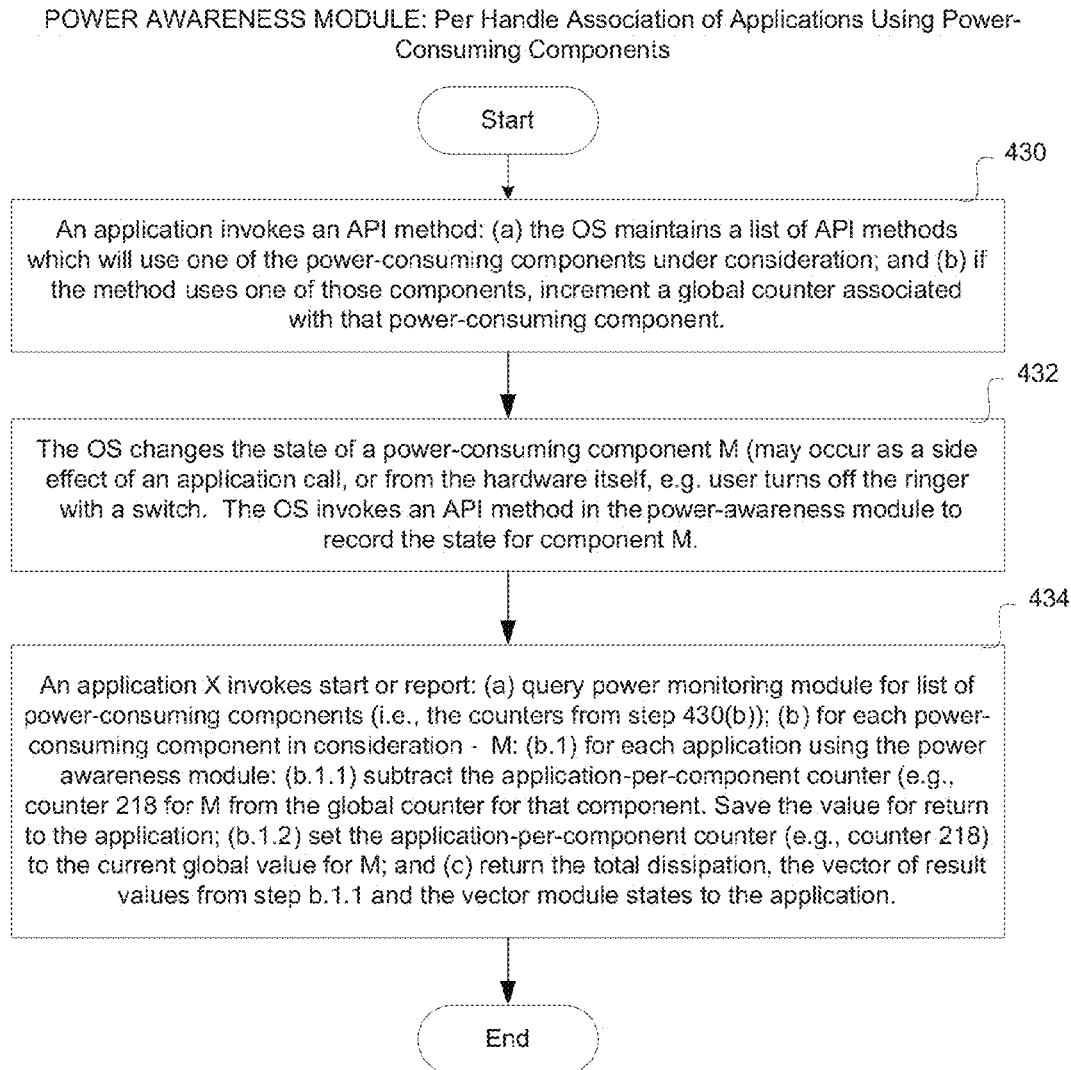 POWER AWARENESS MODULE: Per Handle Association of Applications Using Power-
Consuming Components
Start
430
An application invokes an API method: (a) the OS maintains a list of API methods
which will use one of the power-consuming components under consideration; and (b) if
the method uses one of those components, increment a global counter associated
with that power-consuming component.
432
The OS changes the state of a power-consuming component M (may occur as a side
effect of an application call, or from the hardware itself, e.g. user turns off the ringer
with a switch. The OS invokes an API method in the power-awareness module to
record the state for component M.
434
An application X invokes start or report: (a) query power monitoring module for list of
power-consuming components (i.e., the counters from step 430(b)); (b) for each power-
consuming component in consideration - M: (b.1) for each application using the power
awareness module: (b.1.1) subtract the application-per-component counter (e.g.,
counter 218 for M from the global counter for that component. Save the value for return
to the application; (b.1.2) set the application-per-component counter (e.g., counter 218)
to the current global value for M; and (c) return the total dissipation, the vector of result
values from step b.1.1 and the vector module states to the application.
End